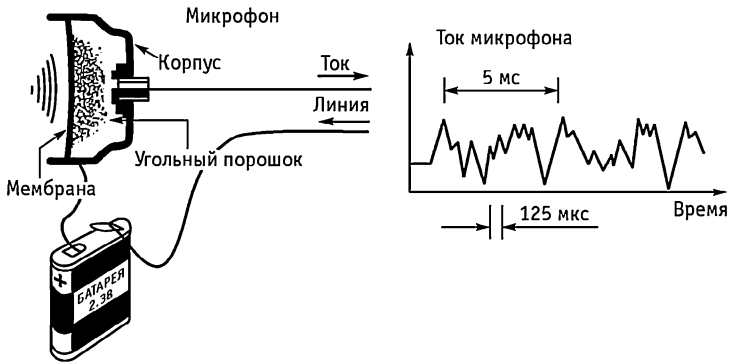 Микрофон
Корпус
Ток
Линия
Угольный порошок
Мембрана
+
БАТАРЕЯ
2.3В
Ток микрофона
5 мс
125 мкс
Время